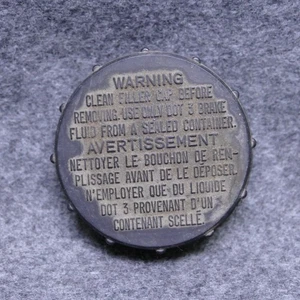 WARNING
CLEAN FILLER CAP BEFORE
REMOVING. USE ONLY DOT 3 BRAKE
FLUID FROM A SEALED CONTAINER.
AVERTISSEMENT
NETTOYER LE BOUCHON DE REM-
PLISSAGE AVANT DE LE DÉPOSER.
N'EMPLOYER QUE DU LIQUIDE
DOT 3 PROVENANT D'UN
CONTENANT SCELLÉ.